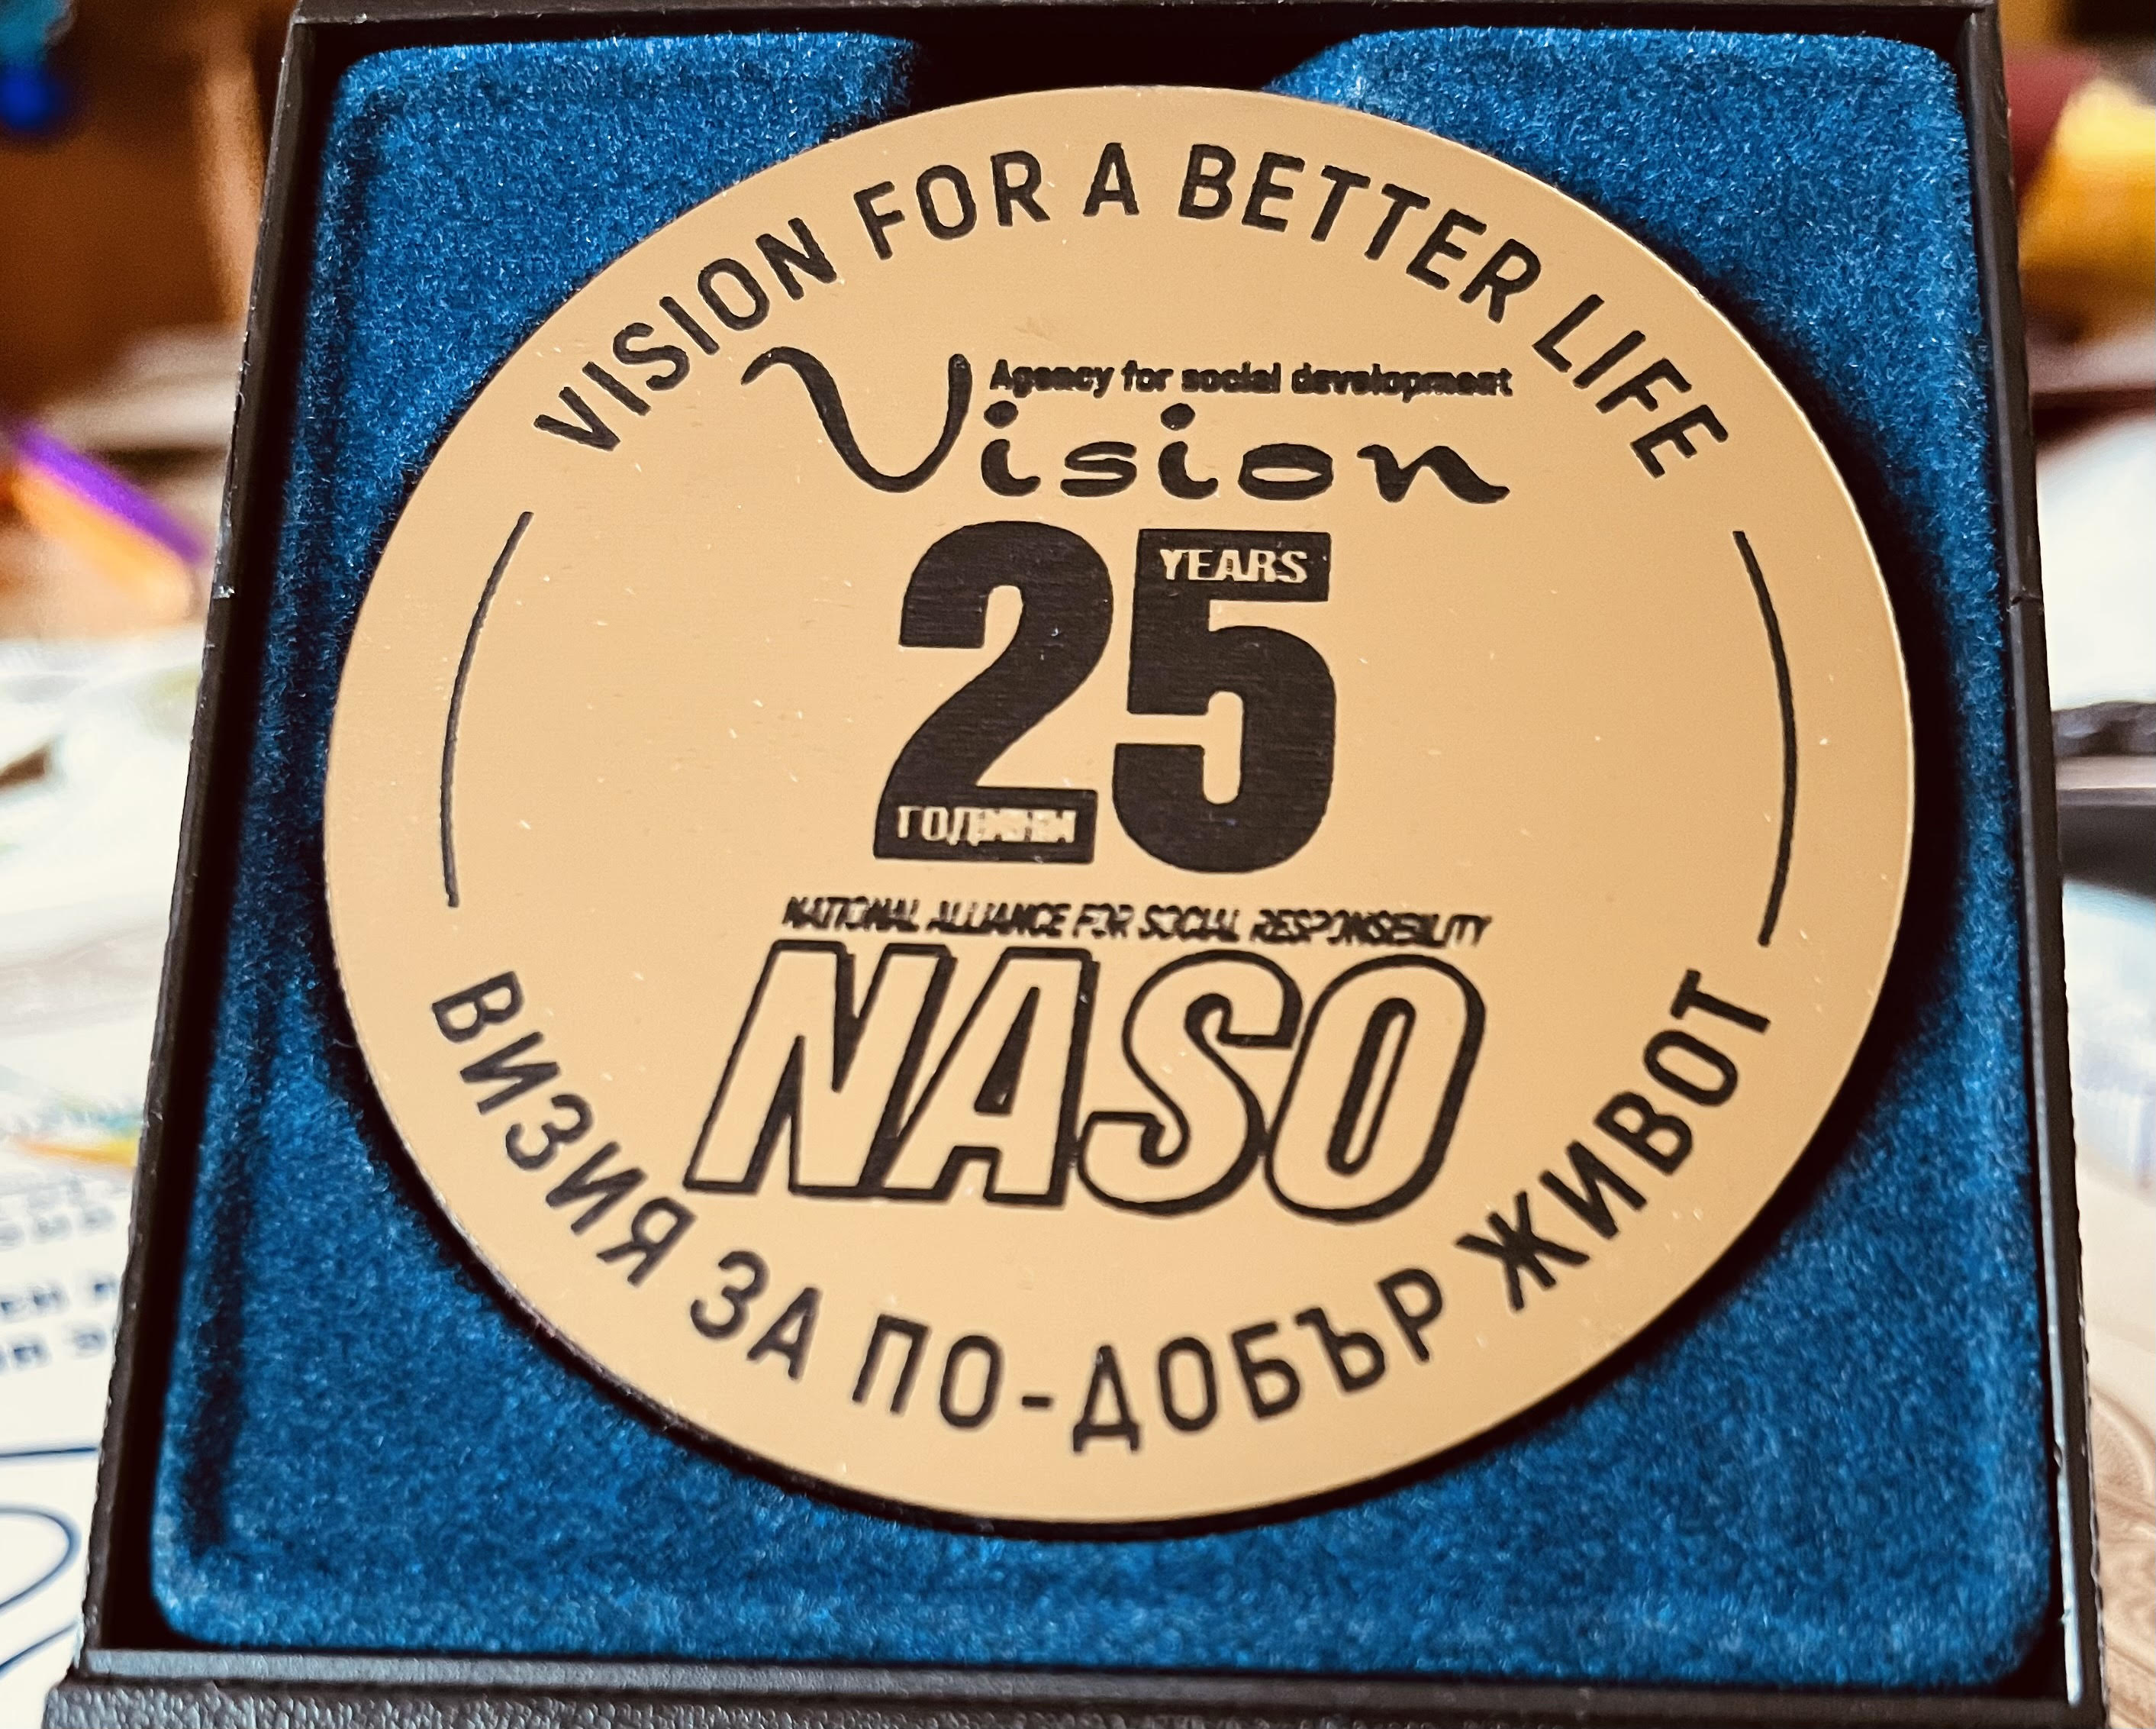 VISION FOR A BETTER LIFE
Agency for social development
Vision
25
YEARS
ГОДИНИ
NATIONAL ALLIANCE FOR SOCIAL RESPONSEBILITY
NASO
ВИЗИЯ ЗА ПО-ДОБЪР ЖИВОТ